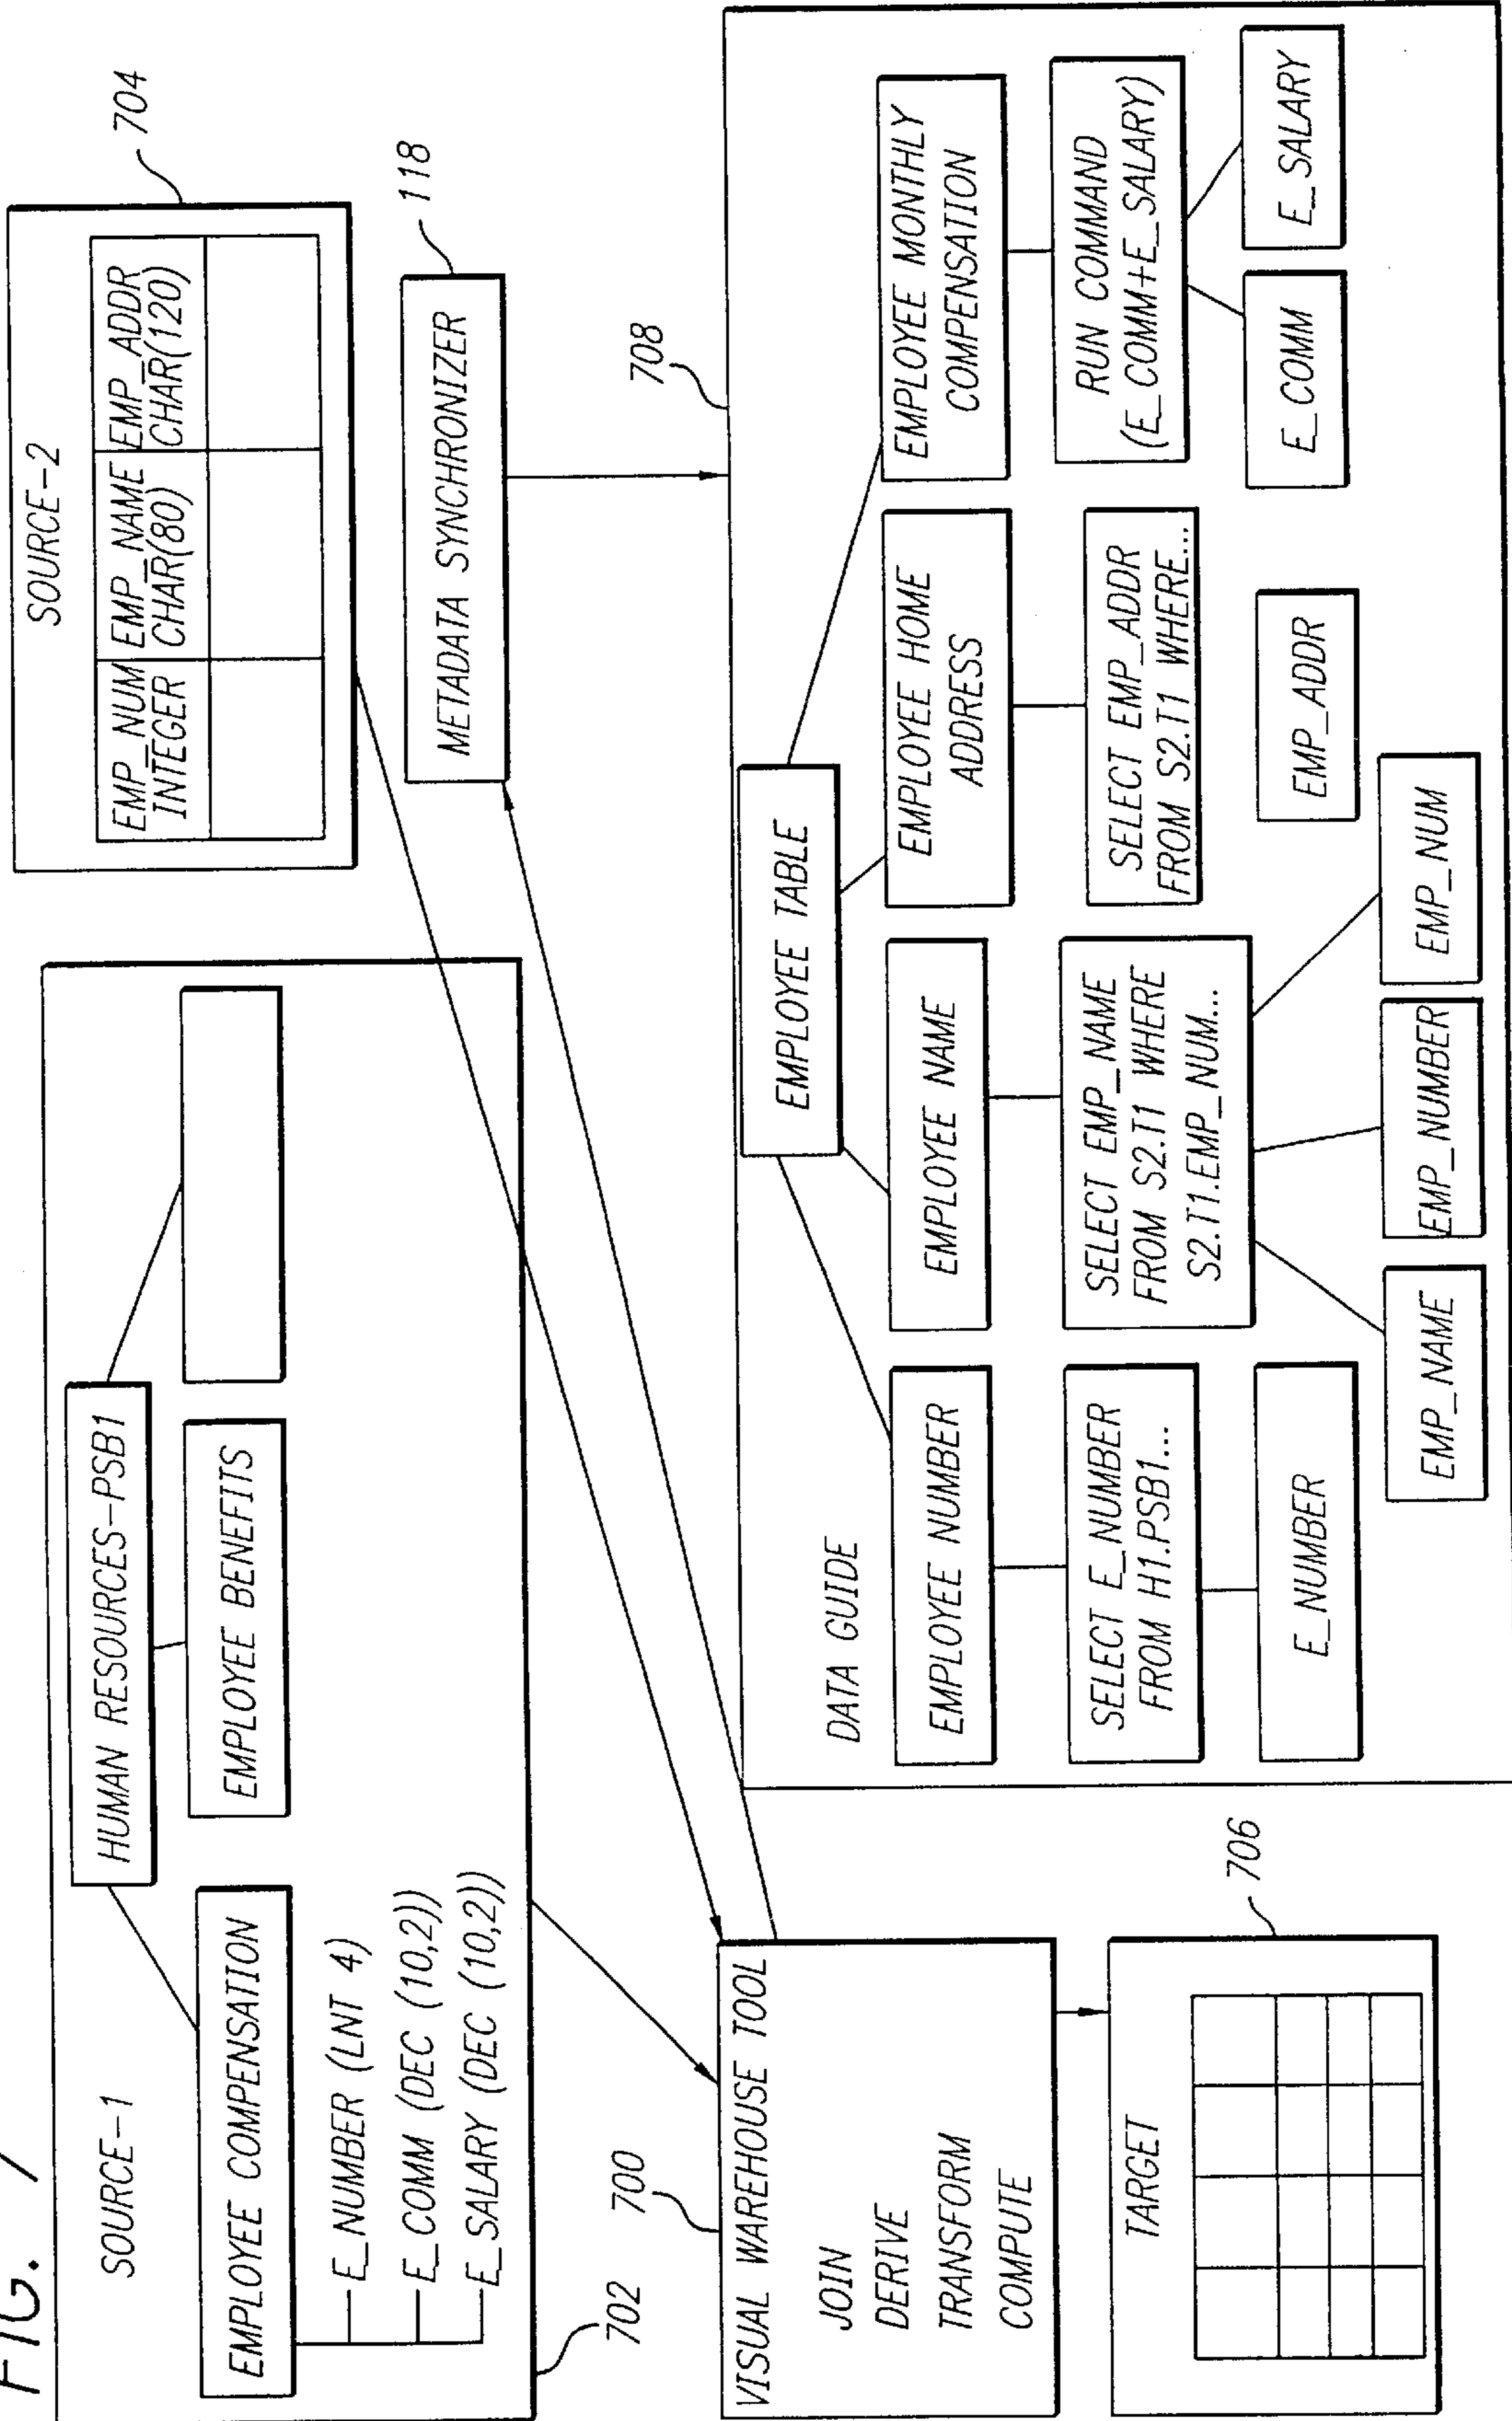 FIG. 7
SOURCE-1
HUMAN RESOURCES-PSB1
EMPLOYEE COMPENSATION
EMPLOYEE BENEFITS
E_NUMBER (LNT 4)
E_COMM (DEC (10,2))
E_SALARY (DEC (10,2))
702
SOURCE-2
704
EMP_NUM
INTEGER
EMP_NAME
CHAR(80)
EMP_ADDR
CHAR(120)
METADATA SYNCHRONIZER
118
700
VISUAL WAREHOUSE TOOL
JOIN
DERIVE
TRANSFORM
COMPUTE
TARGET
706
708
DATA GUIDE
EMPLOYEE TABLE
EMPLOYEE NUMBER
EMPLOYEE NAME
EMPLOYEE HOME
ADDRESS
EMPLOYEE MONTHLY
COMPENSATION
SELECT E_NUMBER
FROM H1.PSB1...
SELECT EMP_NAME
FROM S2.T1 WHERE
S2.T1.EMP_NUM...
SELECT EMP_ADDR
FROM S2.T1 WHERE...
RUN COMMAND
(E_COMM+E_SALARY)
E_NUMBER
EMP_ADDR
E_COMM
E_SALARY
EMP_NAME
EMP_NUMBER
EMP_NUM